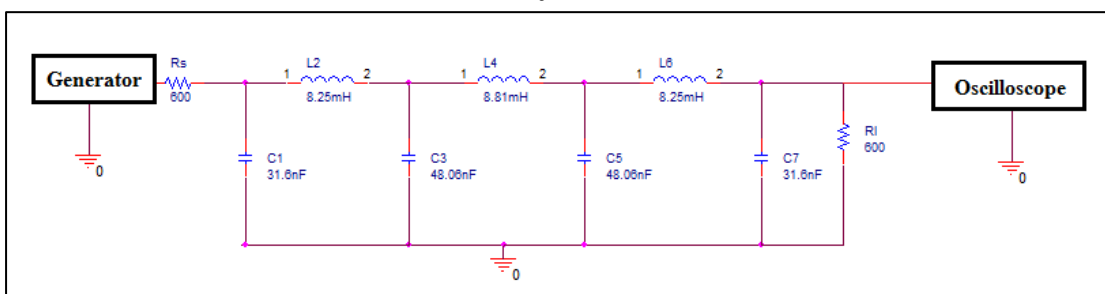 Rs
L2
L4
L6
Generator
1 2
1 2
1 2
600
8.25mH
8.81mH
8.25mH
Oscilloscope
C1
C3
C5
C7
Rl
600
31.6nF
48.06nF
48.06nF
31.6nF
0
0
0